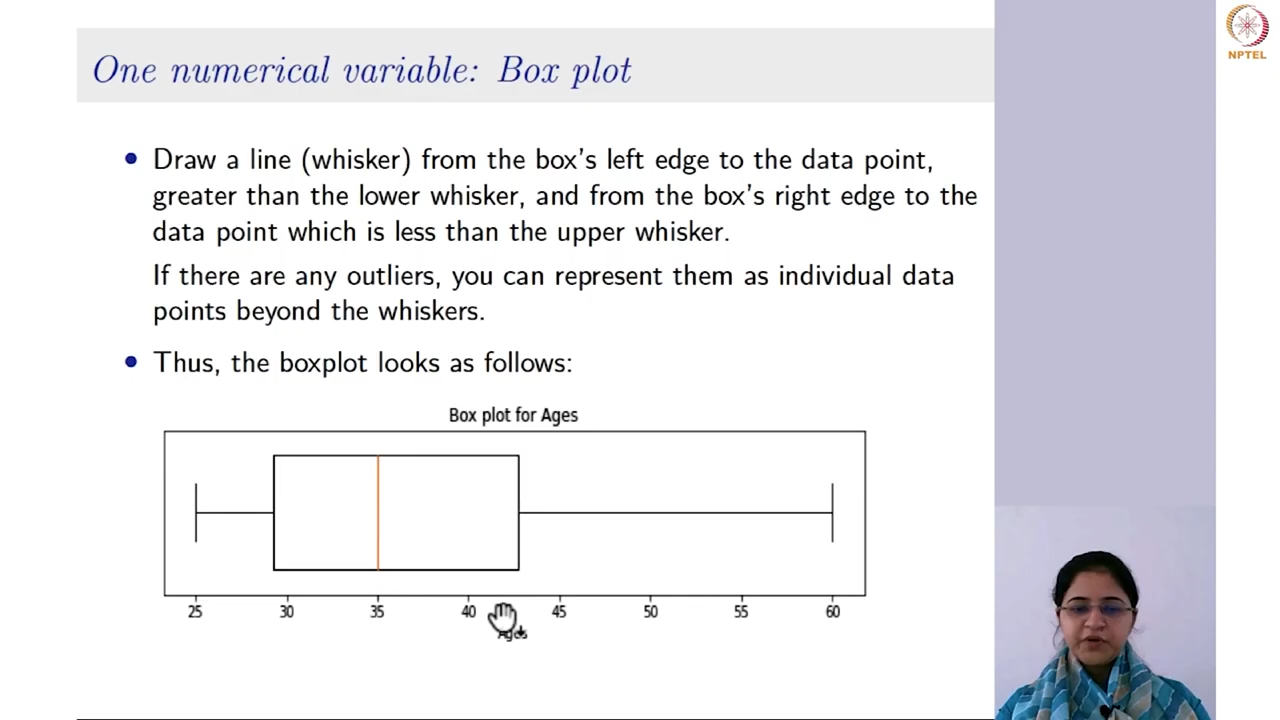 One numerical variable: Box plot
NPTEL
• Draw a line (whisker) from the box's left edge to the data point,
greater than the lower whisker, and from the box's right edge to the
data point which is less than the upper whisker.
If there are any outliers, you can represent them as individual data
points beyond the whiskers.
• Thus, the boxplot looks as follows:
Box plot for Ages
25 30 35 40 45 50 55 60
Ages